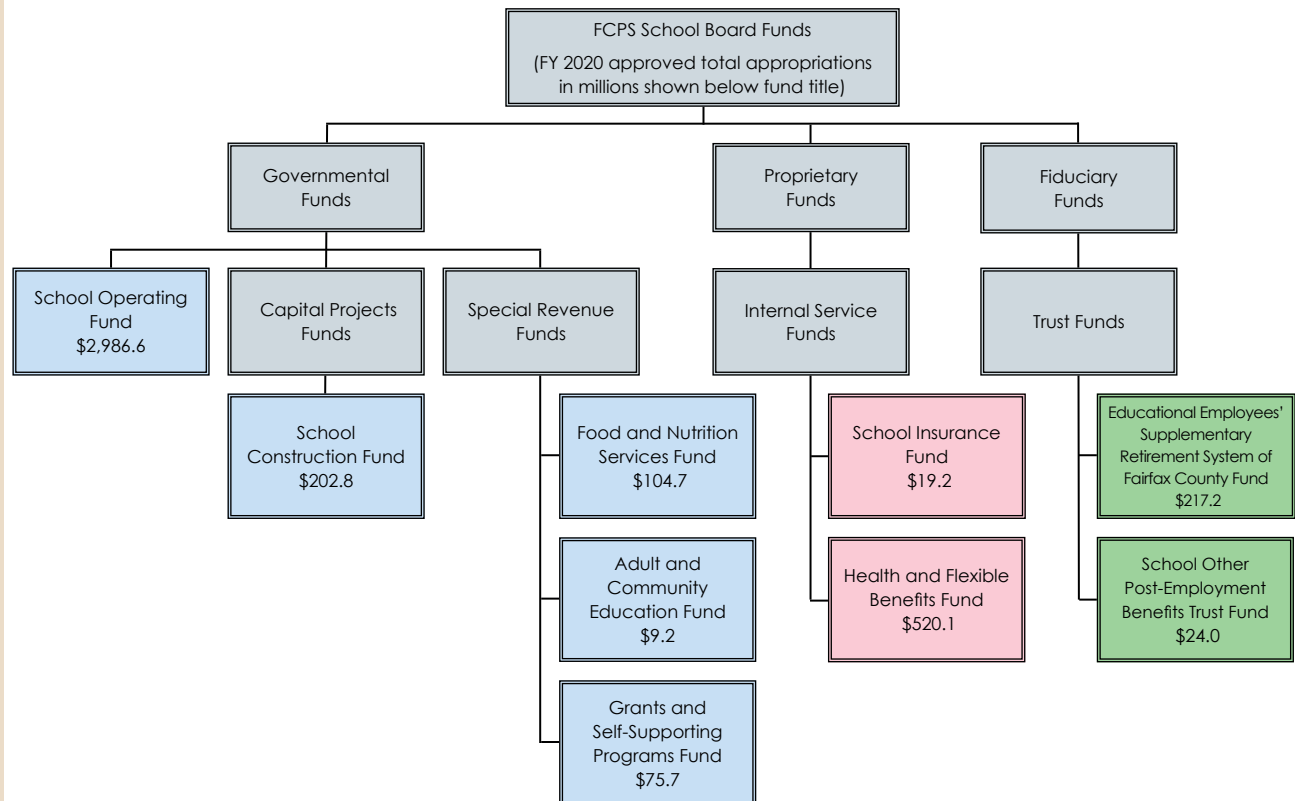 FCPS School Board Funds
(FY 2020 approved total appropriations
in millions shown below fund title)
Governmental
Funds
Proprietary
Funds
Fiduciary
Funds
School Operating
Fund
$2,986.6
Capital Projects
Funds
Special Revenue
Funds
Internal Service
Funds
Trust Funds
School
Construction Fund
$202.8
Food and Nutrition
Services Fund
$104.7
School Insurance
Fund
$19.2
Educational Employees’
Supplementary
Retirement System of
Fairfax County Fund
$217.2
Adult and
Community
Education Fund
$9.2
Health and Flexible
Benefits Fund
$520.1
School Other
Post-Employment
Benefits Trust Fund
$24.0
Grants and
Self-Supporting
Programs Fund
$75.7